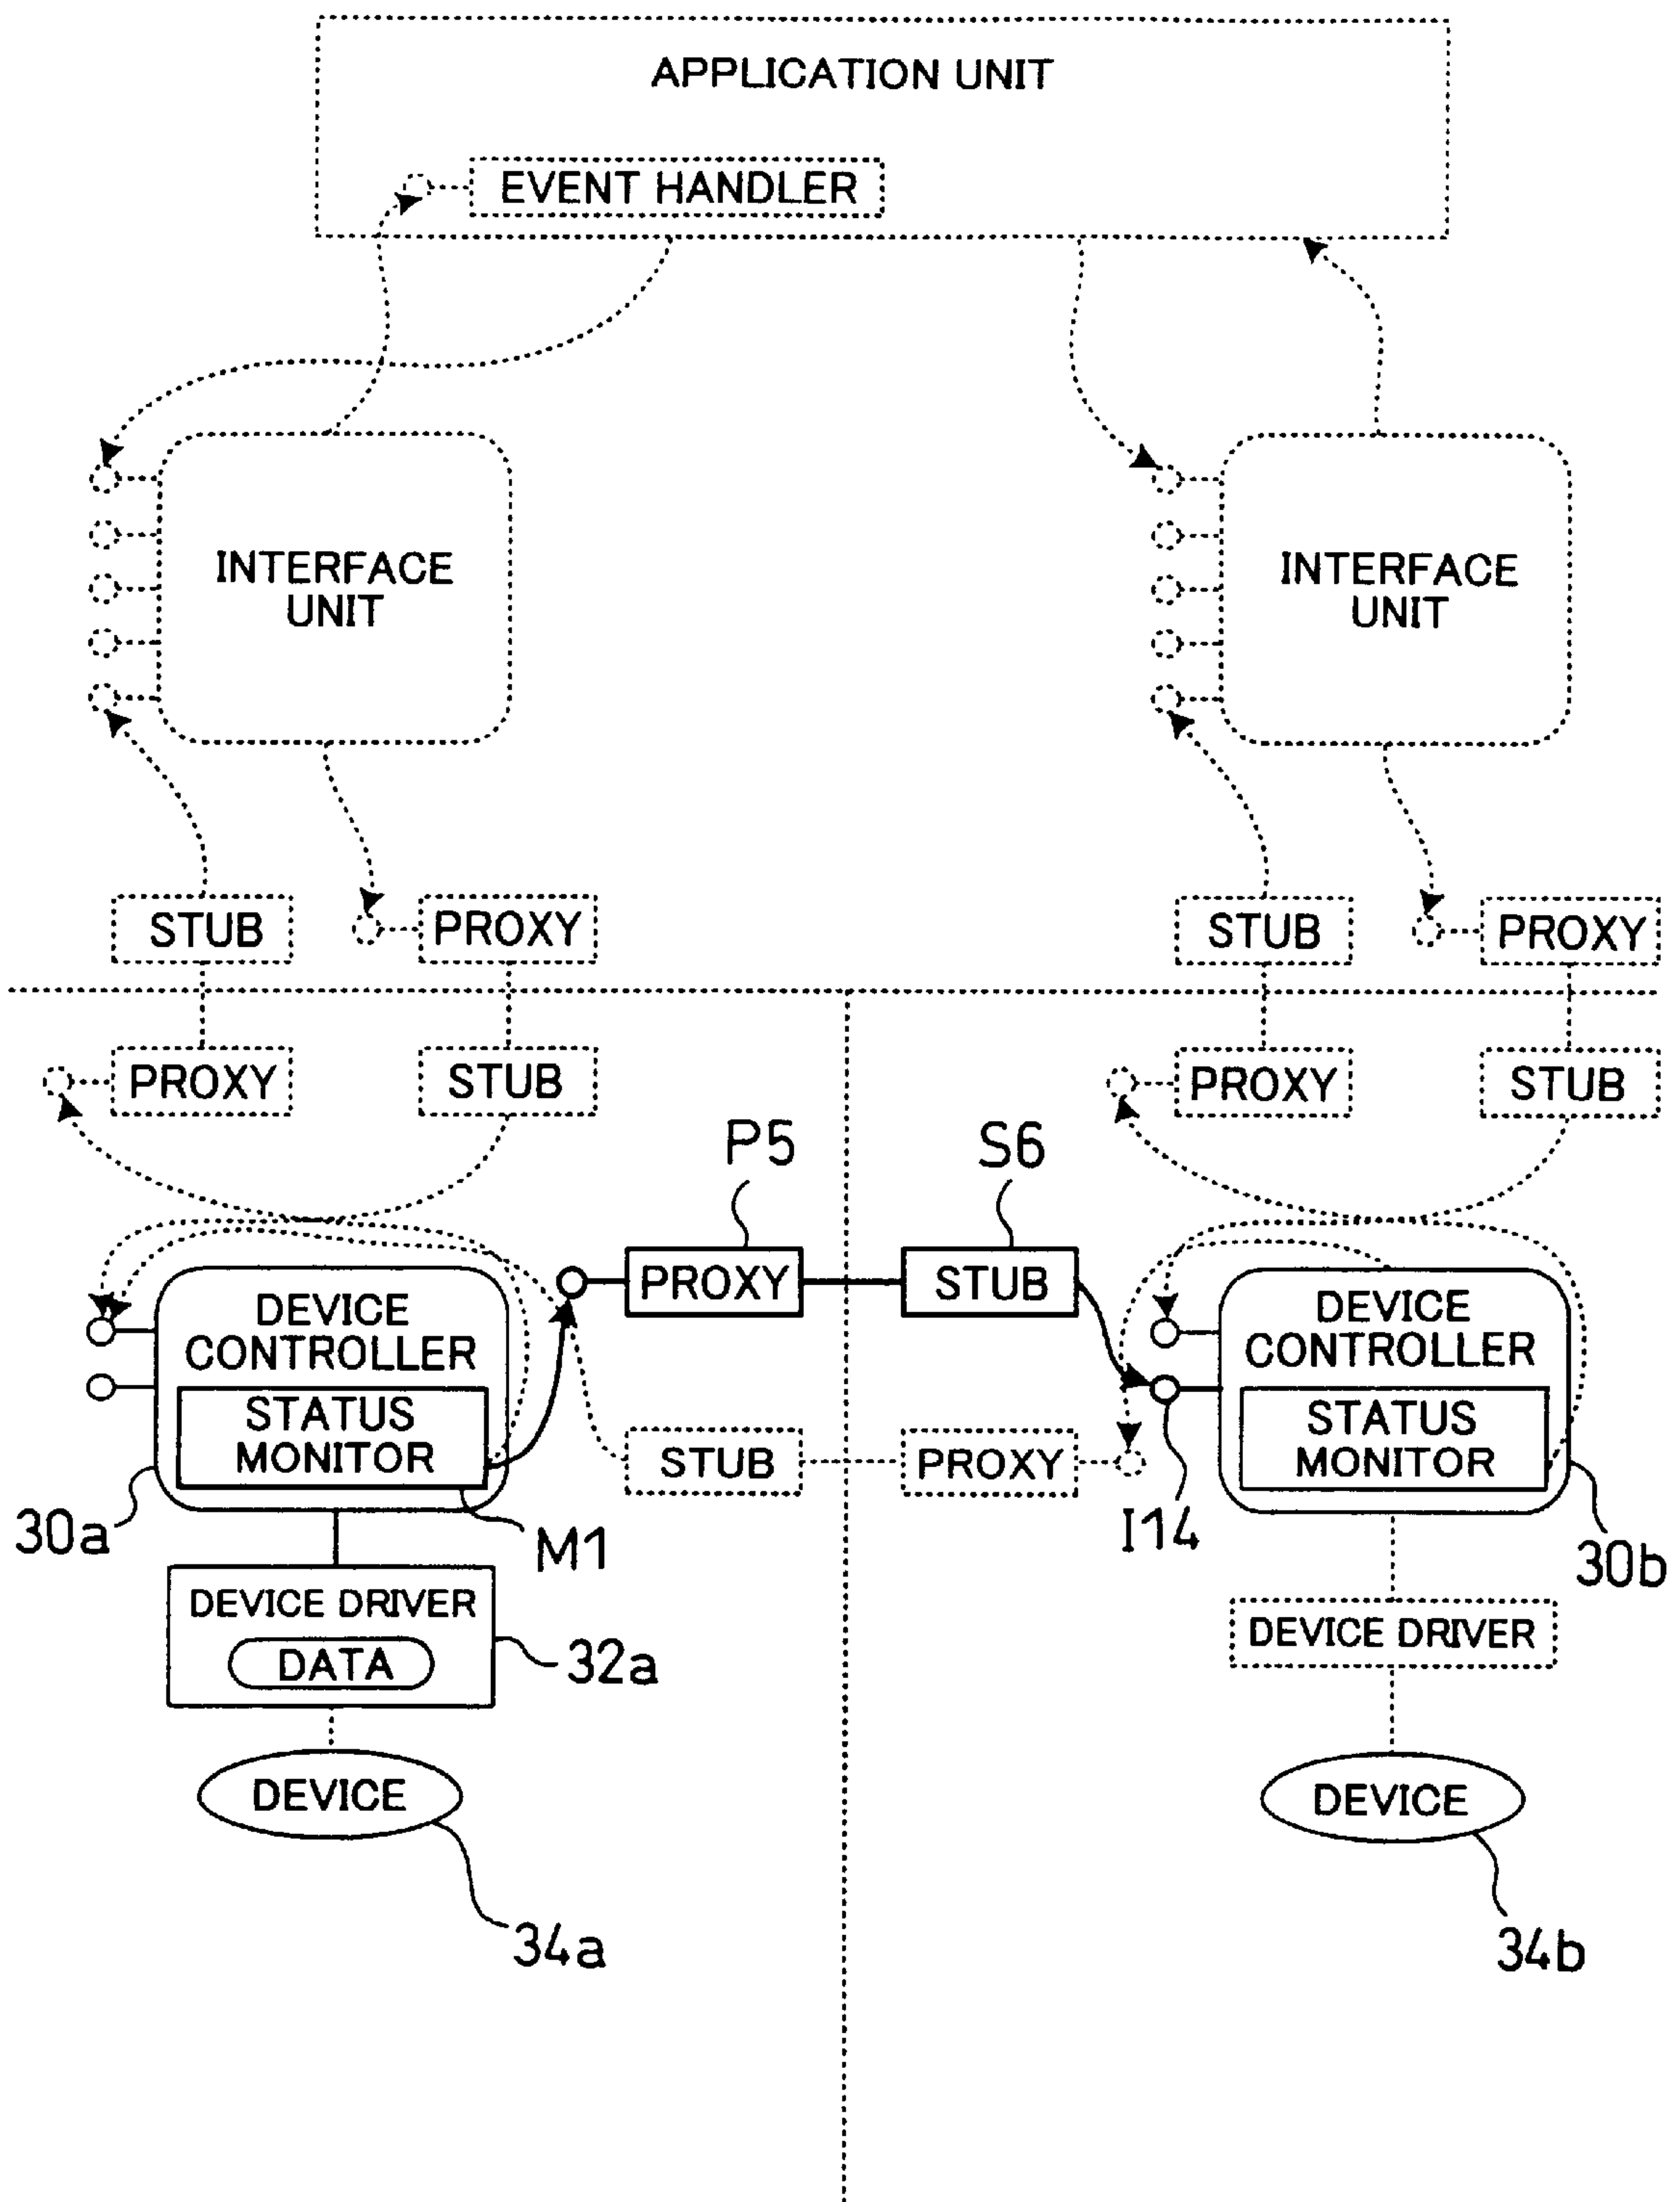 APPLICATION UNIT
EVENT HANDLER
INTERFACE
UNIT
INTERFACE
UNIT
STUB
PROXY
STUB
PROXY
PROXY
STUB
PROXY
STUB
P5
S6
PROXY
STUB
DEVICE
CONTROLLER
STATUS
MONITOR
DEVICE
CONTROLLER
STATUS
MONITOR
STUB
PROXY
30a
M1
I14
30b
DEVICE DRIVER
DATA
32a
DEVICE DRIVER
DEVICE
DEVICE
34a
34b